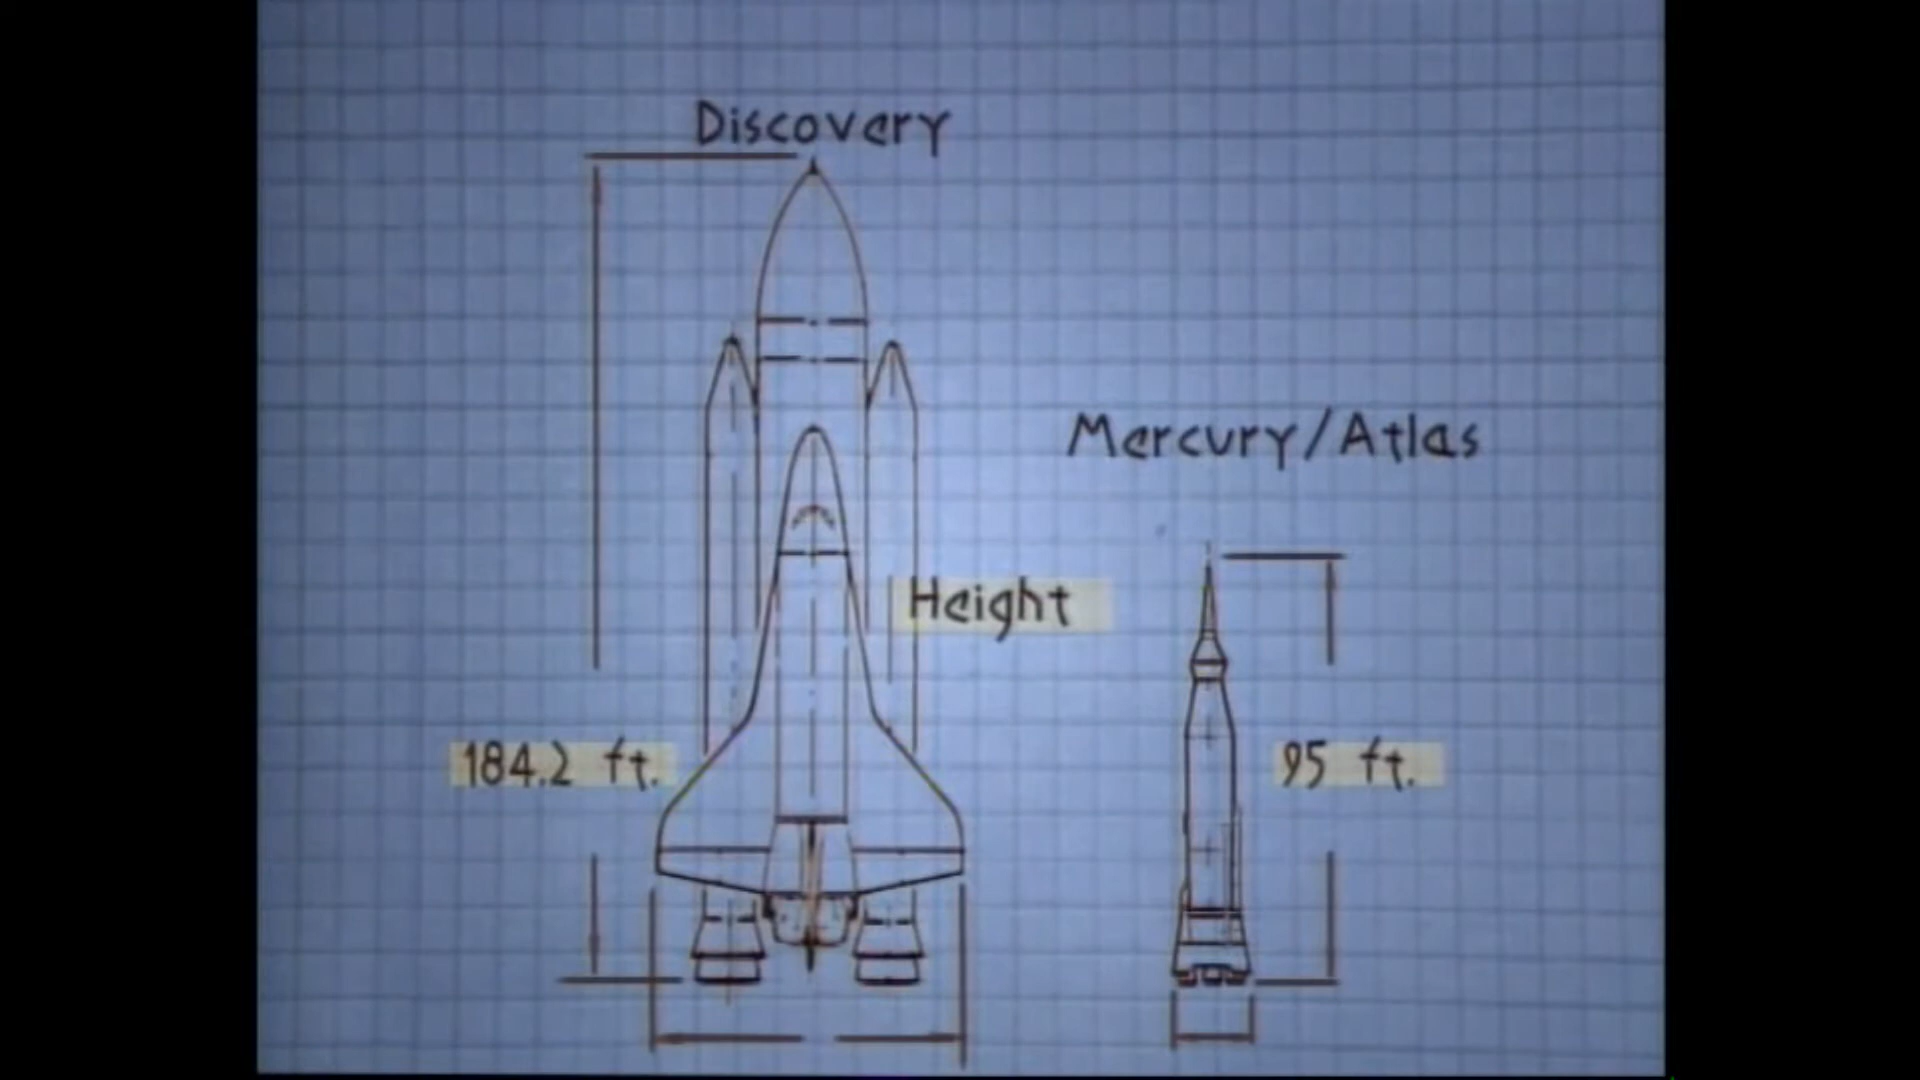 Discovery
Mercury/Atlas
Height
184.2 ft.
95 ft.